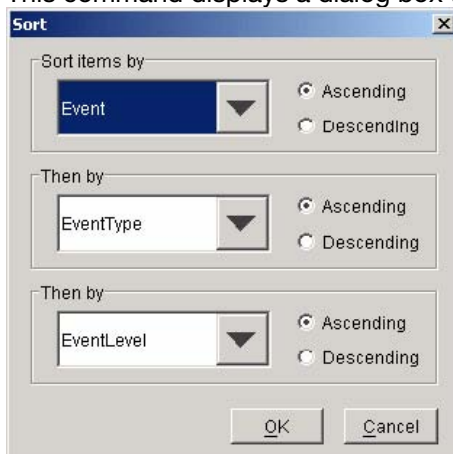 This command displays a dialog box
Sort
Sort items by
Event
Ascending
Descending
Then by
EventType
Ascending
Descending
Then by
EventLevel
Ascending
Descending
OK
Cancel